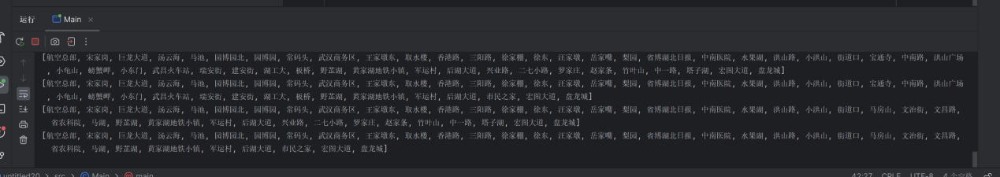 运行 Main ×
[航空总部, 宋家岗, 巨龙大道, 汤云海, 马池, 园博园北, 园博园, 常码头, 武汉商务区, 王家墩东, 取水楼, 香港路, 三阳路, 徐家棚, 徐东, 汪家墩, 岳家嘴, 梨园, 省博湖北日报, 中南医院, 水果湖, 洪山路, 小洪山, 街道口, 宝通寺, 中南路, 洪山广场
, 小龟山, 螃蟹岬, 小东门, 武昌火车站, 瑞安街, 建安街, 湖工大, 板桥, 野芷湖, 黄家湖地铁小镇, 军运村, 后湖大道, 兴业路, 二七小路, 罗家庄, 赵家条, 竹叶山, 中一路, 塔子湖, 宏图大道, 盘龙城]
[航空总部, 宋家岗, 巨龙大道, 汤云海, 马池, 园博园北, 园博园, 常码头, 武汉商务区, 王家墩东, 取水楼, 香港路, 三阳路, 徐家棚, 徐东, 汪家墩, 岳家嘴, 梨园, 省博湖北日报, 中南医院, 水果湖, 洪山路, 小洪山, 街道口, 宝通寺, 中南路, 洪山广场
, 小龟山, 螃蟹岬, 小东门, 武昌火车站, 瑞安街, 建安街, 湖工大, 板桥, 野芷湖, 黄家湖地铁小镇, 军运村, 后湖大道, 市民之家, 宏图大道, 盘龙城]
[航空总部, 宋家岗, 巨龙大道, 汤云海, 马池, 园博园北, 园博园, 常码头, 武汉商务区, 王家墩东, 取水楼, 香港路, 三阳路, 徐家棚, 徐东, 汪家墩, 岳家嘴, 梨园, 省博湖北日报, 中南医院, 水果湖, 洪山路, 小洪山, 街道口, 马房山, 文治街, 文昌路,
省农科院, 马湖, 野芷湖, 黄家湖地铁小镇, 军运村, 后湖大道, 兴业路, 二七小路, 罗家庄, 赵家条, 竹叶山, 中一路, 塔子湖, 宏图大道, 盘龙城]
[航空总部, 宋家岗, 巨龙大道, 汤云海, 马池, 园博园北, 园博园, 常码头, 武汉商务区, 王家墩东, 取水楼, 香港路, 三阳路, 徐家棚, 徐东, 汪家墩, 岳家嘴, 梨园, 省博湖北日报, 中南医院, 水果湖, 洪山路, 小洪山, 街道口, 马房山, 文治街, 文昌路,
省农科院, 马湖, 野芷湖, 黄家湖地铁小镇, 军运村, 后湖大道, 市民之家, 宏图大道, 盘龙城]
untitled20 > src > Main > main 42:27 CRLF UTF-8 4 个空格